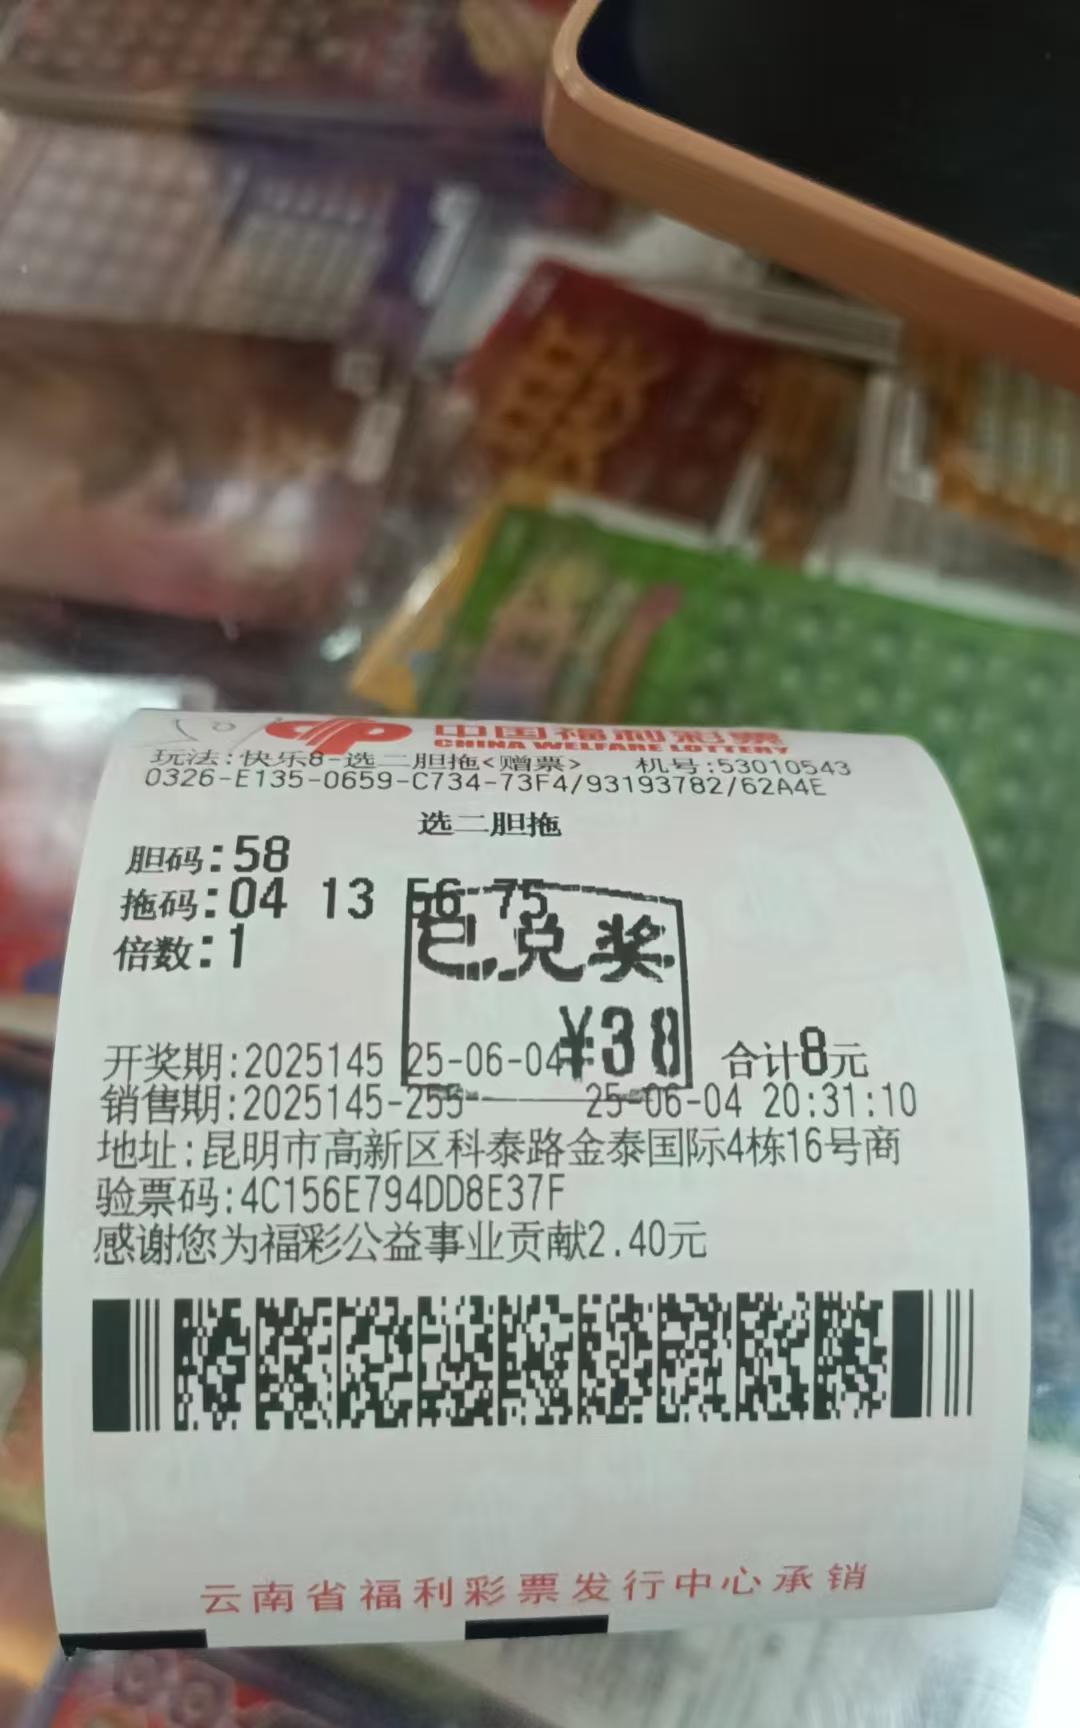 中国福利彩票
CHINA WELFARE LOTTERY
玩法:快乐8-选二胆拖<赠票> 机号:53010543
0326-E135-0659-C734-73F4/93193782/62A4E
选二胆拖
胆码:58
拖码:04 13 56 75
倍数:1
已兑奖
¥38
开奖期:2025145 25-06-04 合计8元
销售期:2025145-255 25-06-04 20:31:10
地址:昆明市高新区科泰路金泰国际4栋16号商
验票码:4C156E794DD8E37F
感谢您为福彩公益事业贡献2.40元
云南省福利彩票发行中心承销